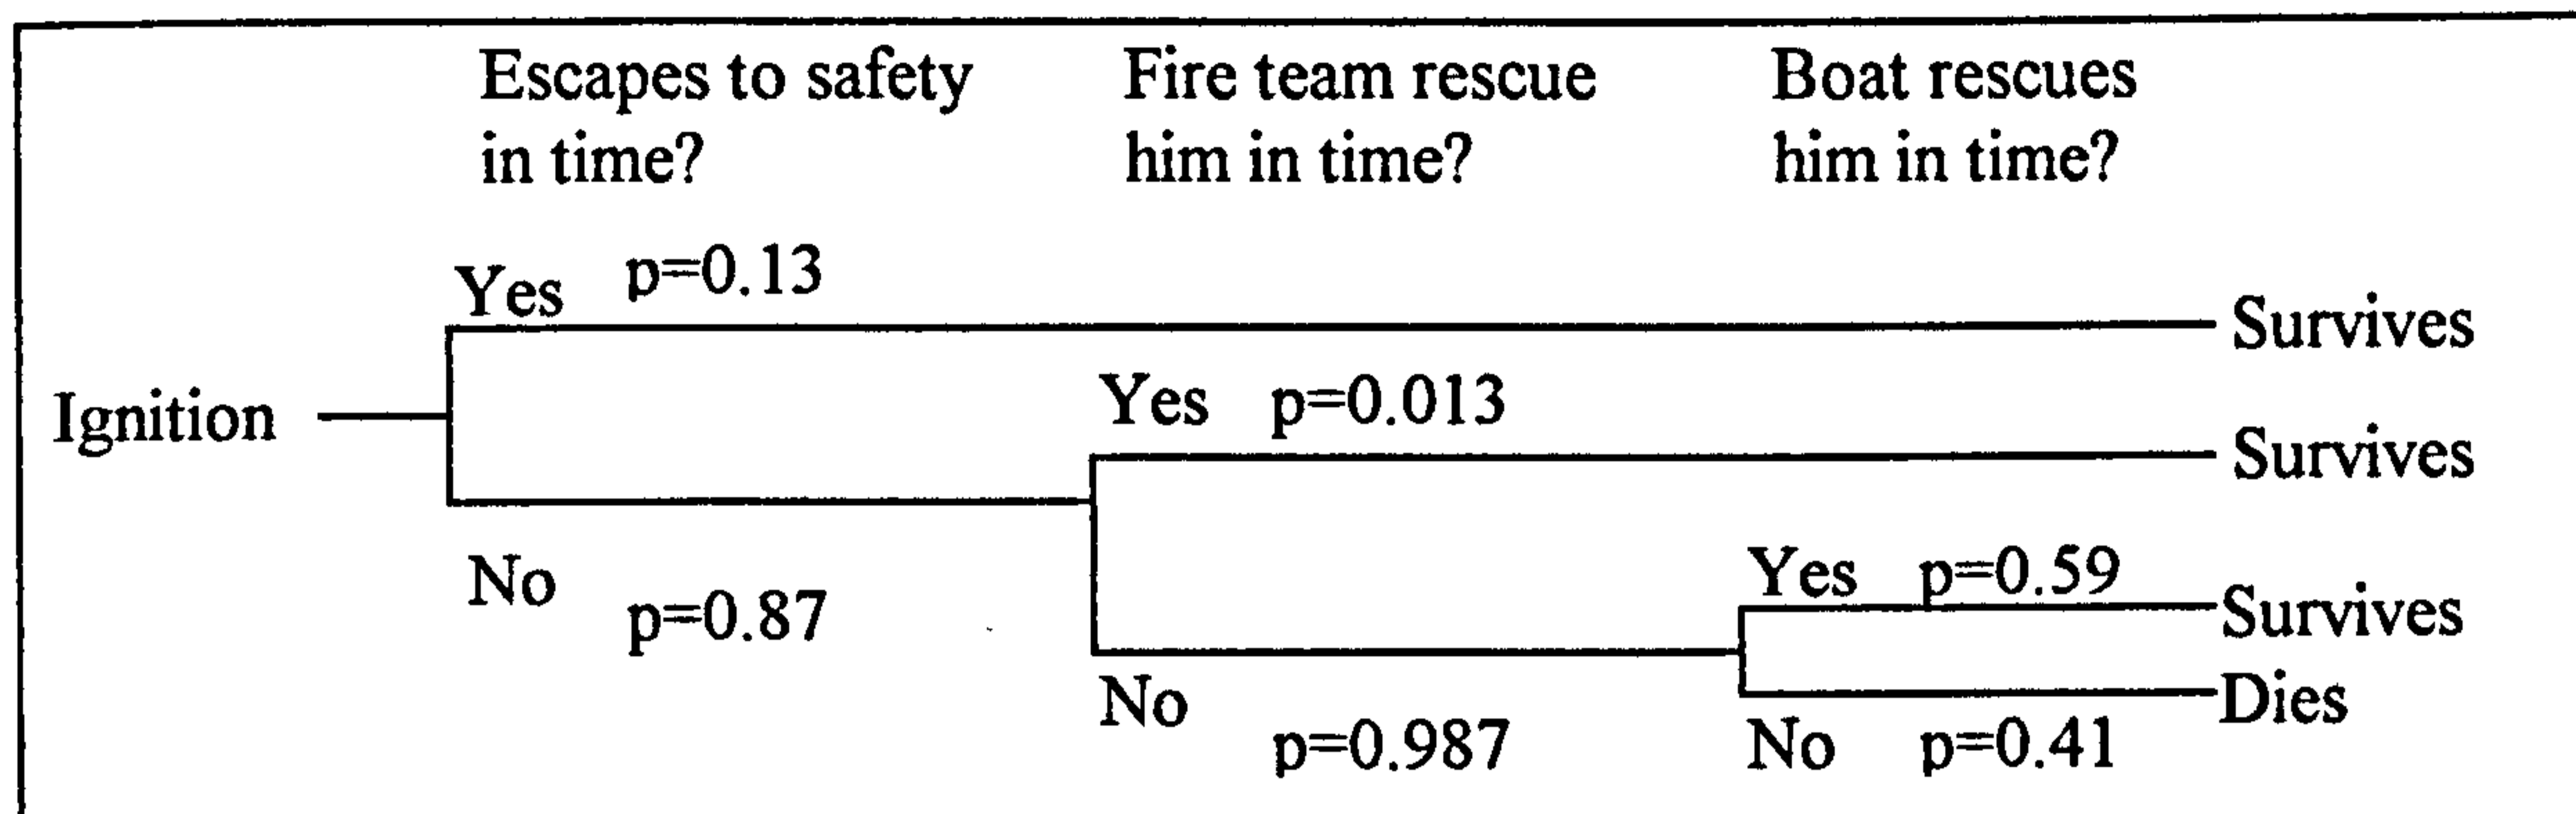 Escapes to safety
in time?
Fire team rescue
him in time?
Boat rescues
him in time?
Yes p=0.13
Survives
Ignition
Yes p=0.013
Survives
No p=0.87
Yes p=0.59
Survives
No p=0.987
Dies
No p=0.41